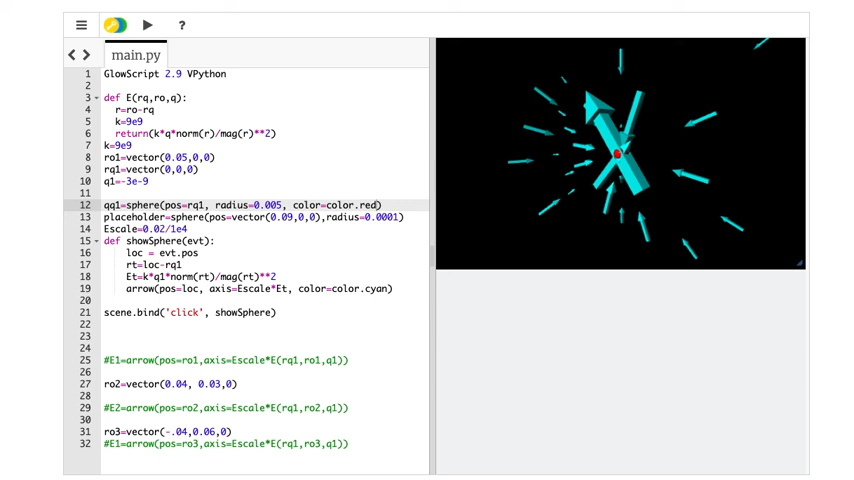 ?
main.py
1 GlowScript 2.9 VPython
2
3 def E(rq,ro,q):
4 r=ro-rq
5 k=9e9
6 return(k*q*norm(r)/mag(r)**2)
7 k=9e9
8 ro1=vector(0.05,0,0)
9 rq1=vector(0,0,0)
10 q1=-3e-9
11
12 qq1=sphere(pos=rq1, radius=0.005, color=color.red)
13 placeholder=sphere(pos=vector(0.09,0,0),radius=0.0001)
14 Escale=0.02/1e4
15 def showSphere(evt):
16 loc = evt.pos
17 rt=loc-rq1
18 Et=k*q1*norm(rt)/mag(rt)**2
19 arrow(pos=loc, axis=Escale*Et, color=color.cyan)
20
21 scene.bind('click', showSphere)
22
23
24
25 #E1=arrow(pos=ro1,axis=Escale*E(rq1,ro1,q1))
26
27 ro2=vector(0.04, 0.03,0)
28
29 #E2=arrow(pos=ro2,axis=Escale*E(rq1,ro2,q1))
30
31 ro3=vector(-.04,0.06,0)
32 #E1=arrow(pos=ro3,axis=Escale*E(rq1,ro3,q1))